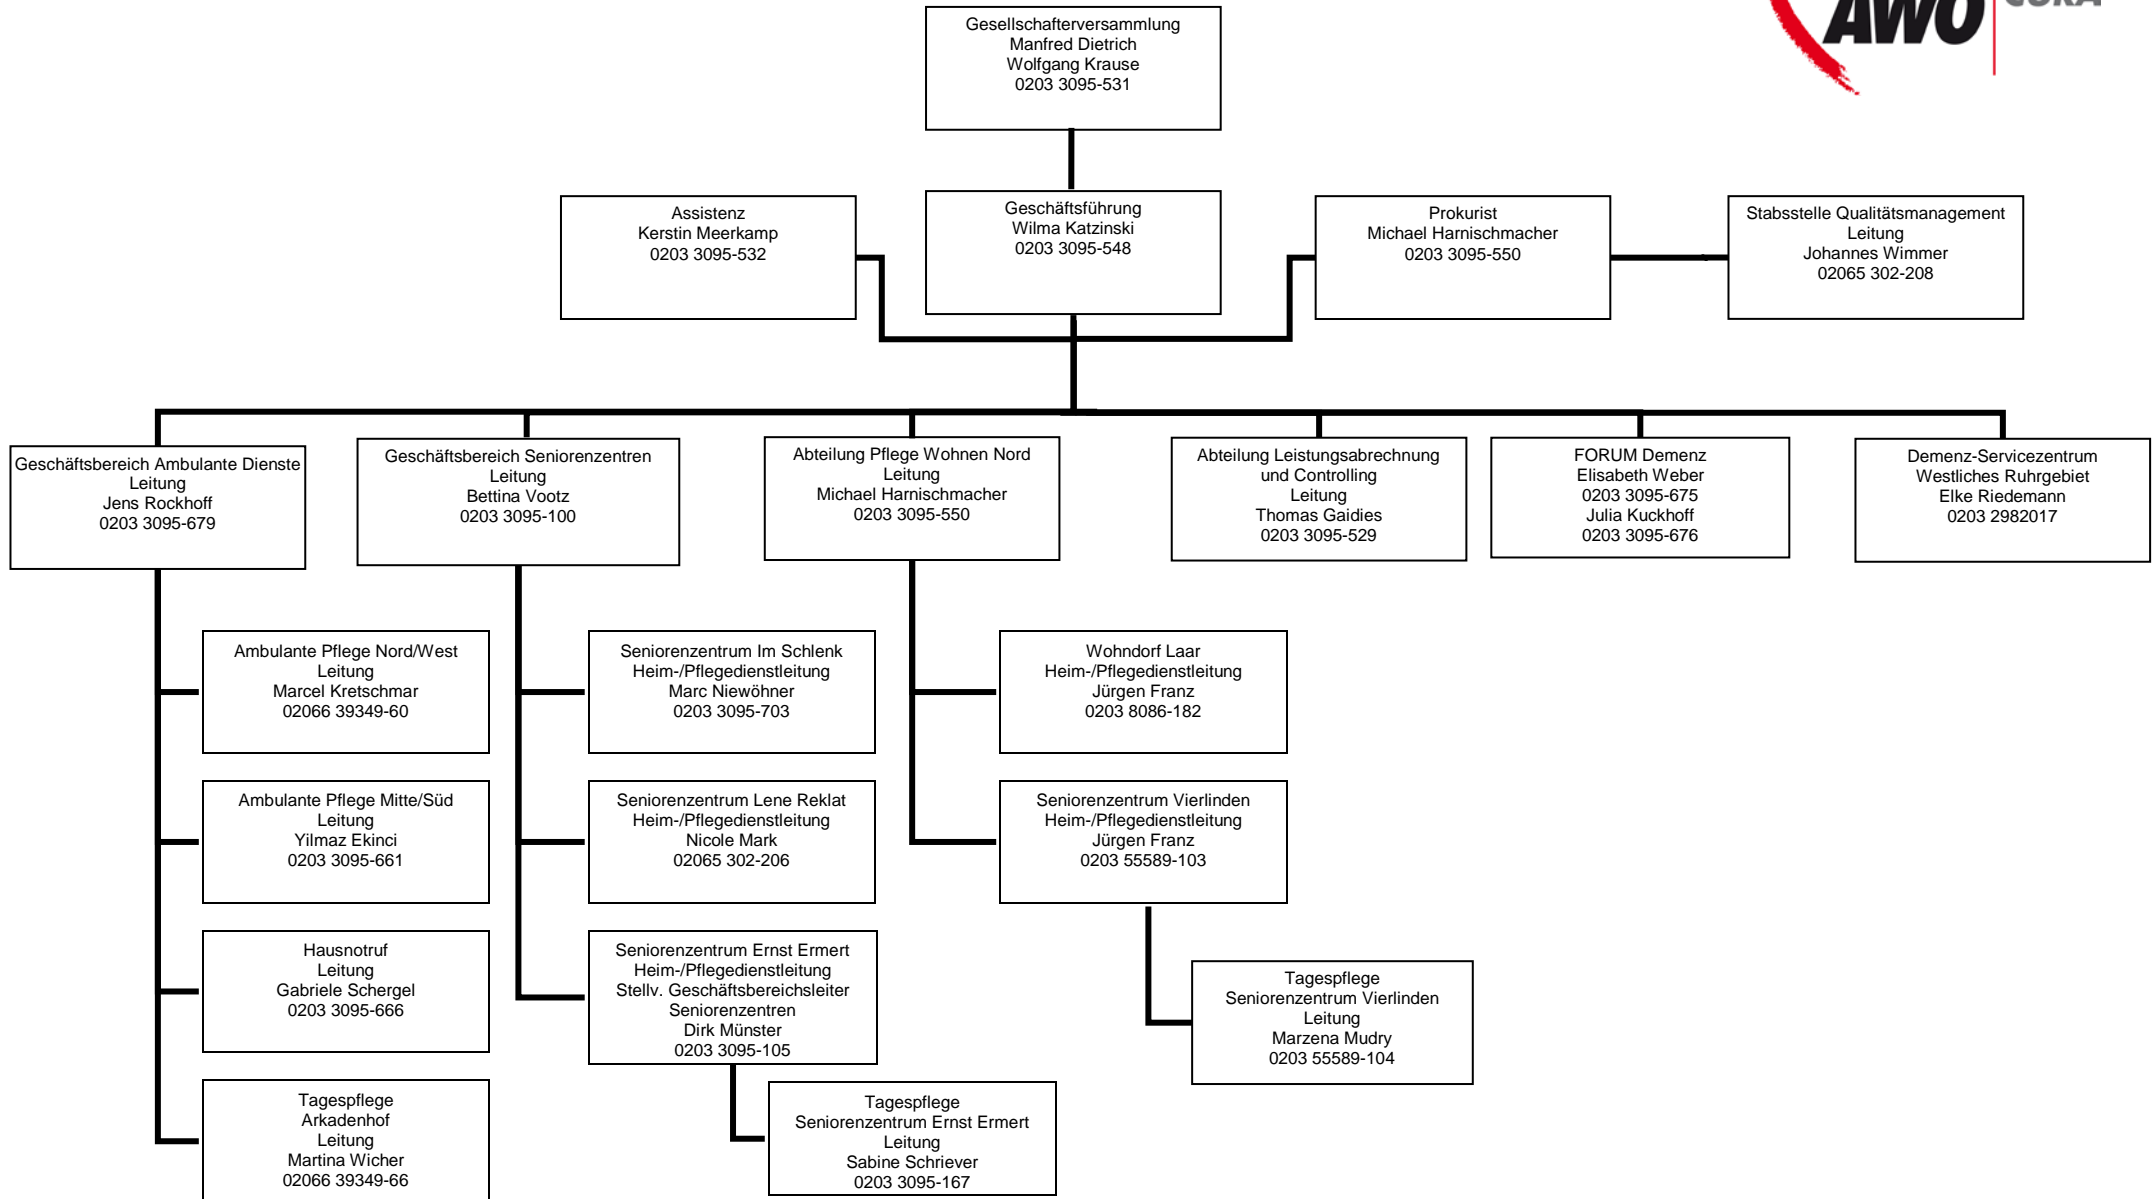 AWO
CURA
Gesellschafterversammlung
Manfred Dietrich
Wolfgang Krause
0203 3095-531
Assistenz
Kerstin Meerkamp
0203 3095-532
Geschäftsführung
Wilma Katzinski
0203 3095-548
Prokurist
Michael Harnischmacher
0203 3095-550
Stabsstelle Qualitätsmanagement
Leitung
Johannes Wimmer
02065 302-208
Geschäftsbereich Ambulante Dienste
Leitung
Jens Rockhoff
0203 3095-679
Geschäftsbereich Seniorenzentren
Leitung
Bettina Vootz
0203 3095-100
Abteilung Pflege Wohnen Nord
Leitung
Michael Harnischmacher
0203 3095-550
Abteilung Leistungsabrechnung
und Controlling
Leitung
Thomas Gaidies
0203 3095-529
FORUM Demenz
Elisabeth Weber
0203 3095-675
Julia Kuckhoff
0203 3095-676
Demenz-Servicezentrum
Westliches Ruhrgebiet
Elke Riedemann
0203 2982017
Ambulante Pflege Nord/West
Leitung
Marcel Kretschmar
02066 39349-60
Seniorenzentrum Im Schlenk
Heim-/Pflegedienstleitung
Marc Niewöhner
0203 3095-703
Wohndorf Laar
Heim-/Pflegedienstleitung
Jürgen Franz
0203 8086-182
Ambulante Pflege Mitte/Süd
Leitung
Yilmaz Ekinci
0203 3095-661
Seniorenzentrum Lene Reklat
Heim-/Pflegedienstleitung
Nicole Mark
02065 302-206
Seniorenzentrum Vierlinden
Heim-/Pflegedienstleitung
Jürgen Franz
0203 55589-103
Hausnotruf
Leitung
Gabriele Schergel
0203 3095-666
Seniorenzentrum Ernst Ermert
Heim-/Pflegedienstleitung
Stellv. Geschäftsbereichsleiter
Seniorenzentren
Dirk Münster
0203 3095-105
Tagespflege
Seniorenzentrum Vierlinden
Leitung
Marzena Mudry
0203 55589-104
Tagespflege
Arkadenhof
Leitung
Martina Wicher
02066 39349-66
Tagespflege
Seniorenzentrum Ernst Ermert
Leitung
Sabine Schriever
0203 3095-167